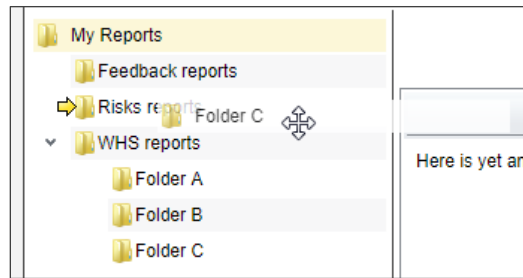 My Reports
Feedback reports
Risks reports
Folder C
WHS reports
Here is yet an
Folder A
Folder B
Folder C